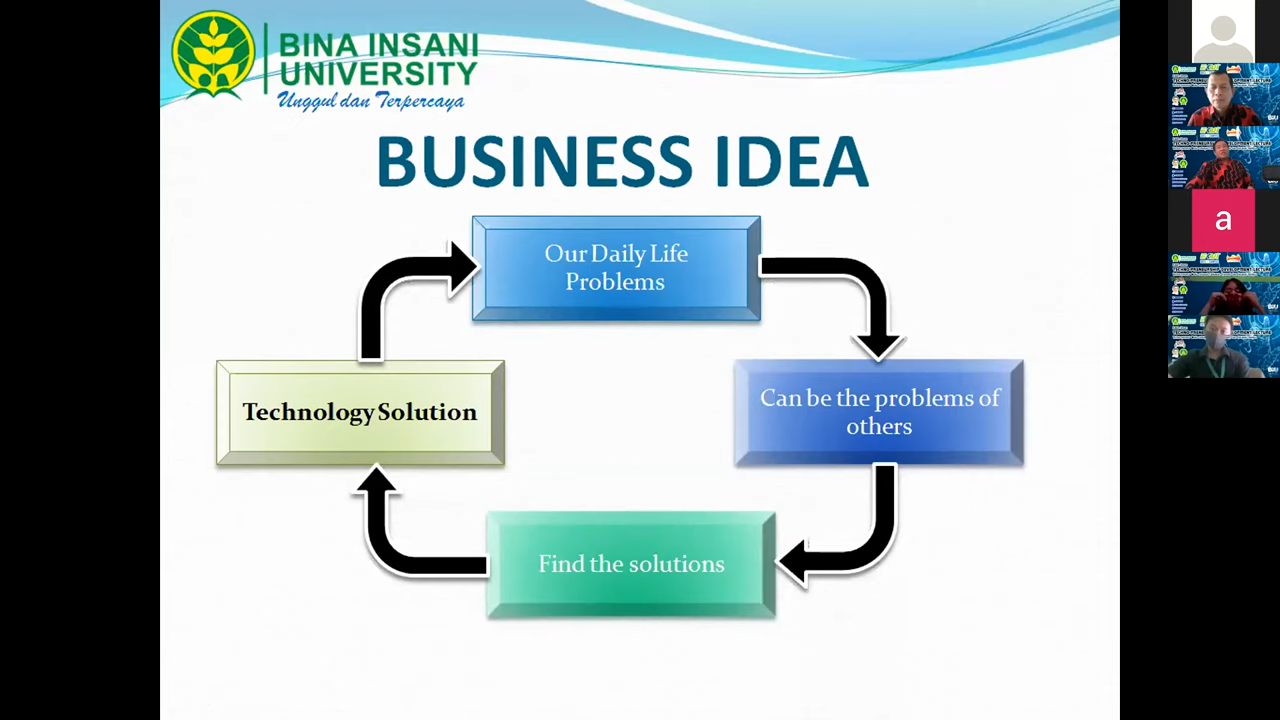 BINA INSANI
UNIVERSITY
Unggul dan Terpercaya
BUSINESS IDEA
Our Daily Life
Problems
Can be the problems of
others
Find the solutions
Technology Solution
a